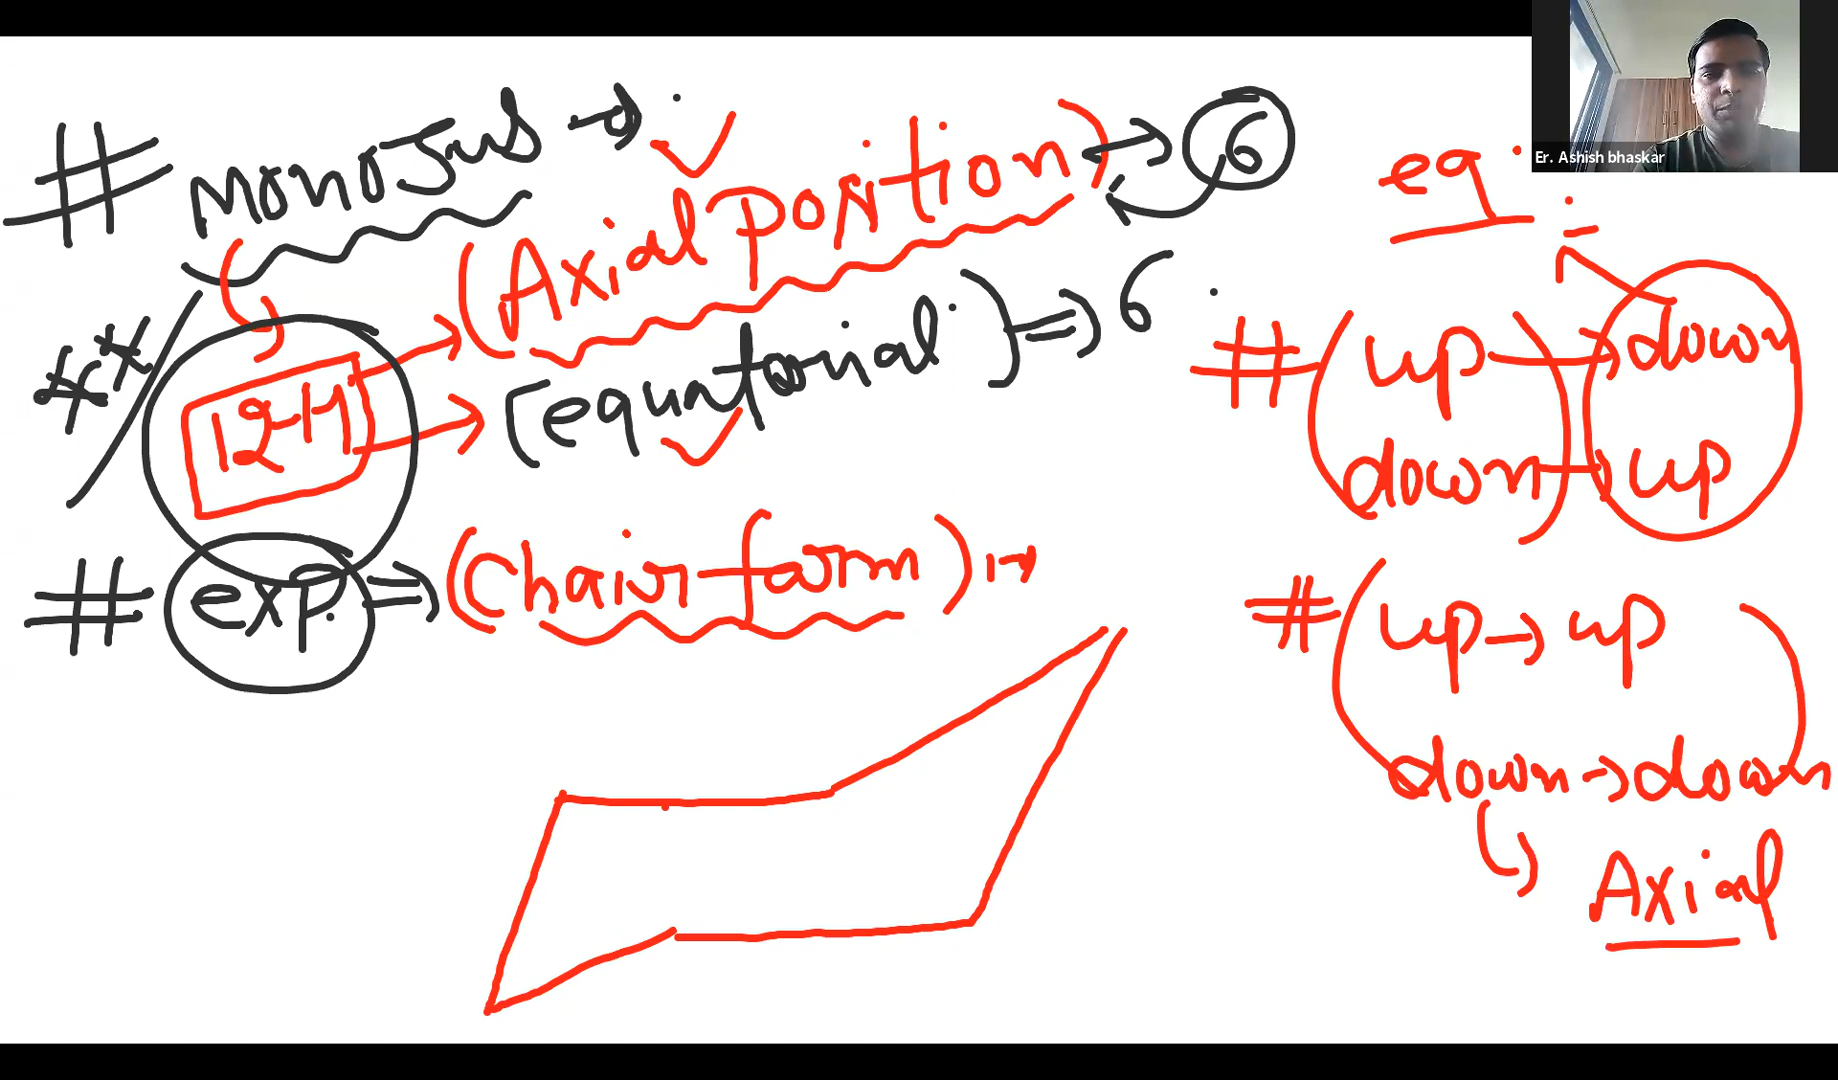 # monosus → .
(Axial Position) → 6
12-H → (equatorial) ⇒ 6 .
# exp. ⇒ (chair-form) ↦
Er. Ashish bhaskar
eq. :-
# (up → down
down → up
# (up → up
down → down)
Axial